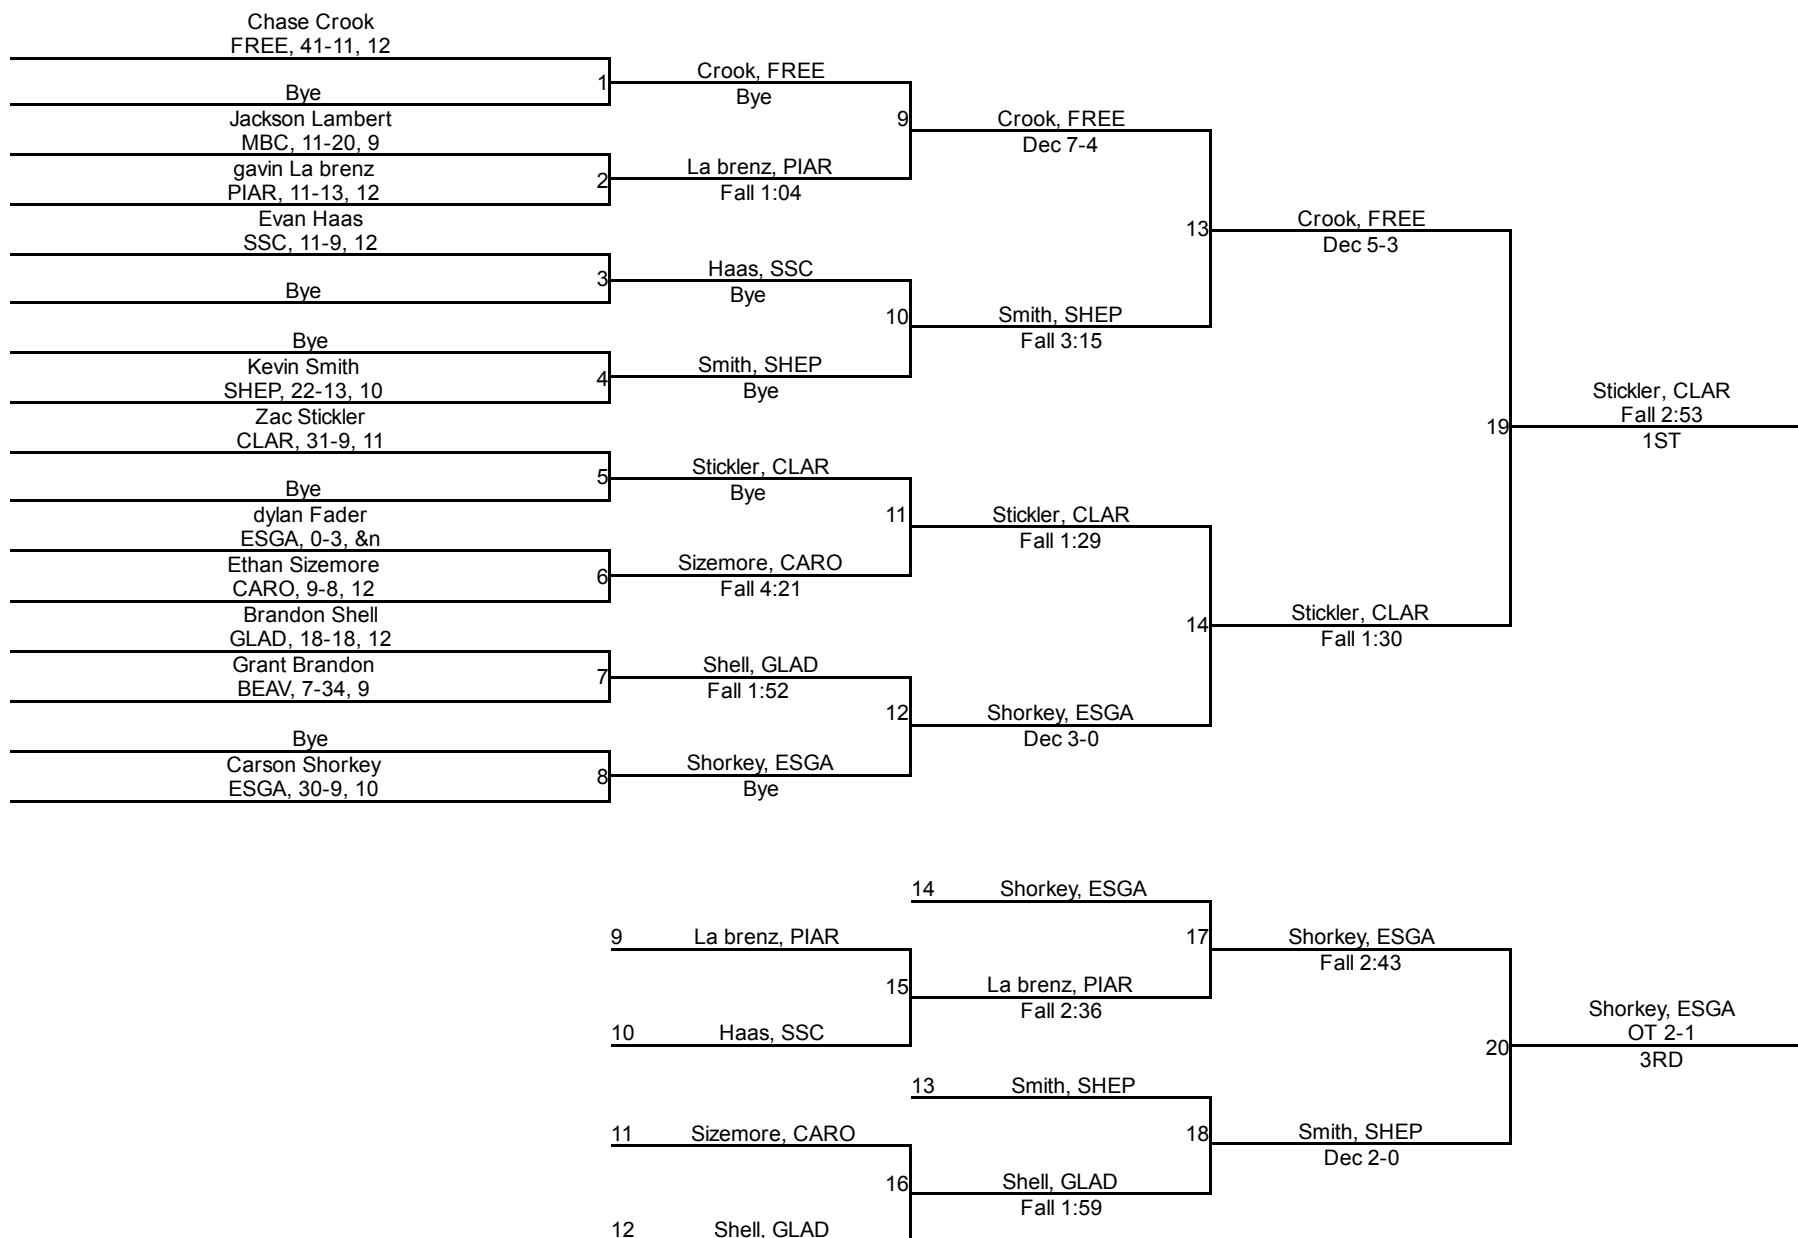 Chase Crook
FREE, 41-11, 12
Bye
Jackson Lambert
MBC, 11-20, 9
gavin La brenz
PIAR, 11-13, 12
Evan Haas
SSC, 11-9, 12
Bye
Bye
Kevin Smith
SHEP, 22-13, 10
Zac Stickler
CLAR, 31-9, 11
Bye
dylan Fader
ESGA, 0-3, &n
Ethan Sizemore
CARO, 9-8, 12
Brandon Shell
GLAD, 18-18, 12
Grant Brandon
BEAV, 7-34, 9
Bye
Carson Shorkey
ESGA, 30-9, 10
1
2
3
4
5
6
7
8
Crook, FREE
Bye
La brenz, PIAR
Fall 1:04
Haas, SSC
Bye
Smith, SHEP
Bye
Stickler, CLAR
Bye
Sizemore, CARO
Fall 4:21
Shell, GLAD
Fall 1:52
Shorkey, ESGA
Bye
9
10
11
12
Crook, FREE
Dec 7-4
Smith, SHEP
Fall 3:15
Stickler, CLAR
Fall 1:29
Shorkey, ESGA
Dec 3-0
13
14
Crook, FREE
Dec 5-3
Stickler, CLAR
Fall 1:30
19
Stickler, CLAR
Fall 2:53
1ST
9 La brenz, PIAR
10 Haas, SSC
11 Sizemore, CARO
12 Shell, GLAD
15
16
14 Shorkey, ESGA
La brenz, PIAR
Fall 2:36
13 Smith, SHEP
Shell, GLAD
Fall 1:59
17
18
Shorkey, ESGA
Fall 2:43
Smith, SHEP
Dec 2-0
20
Shorkey, ESGA
OT 2-1
3RD